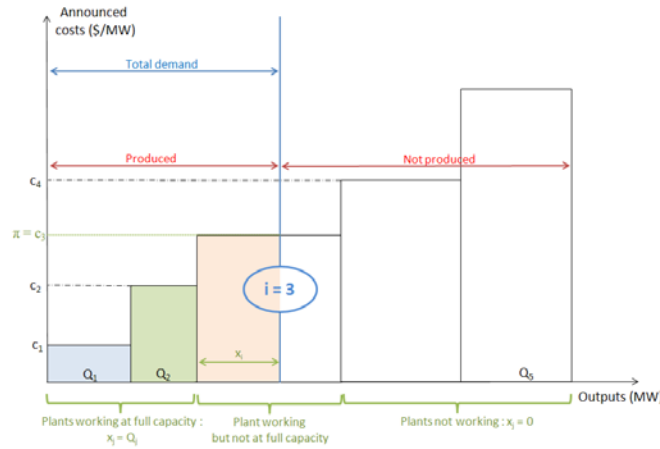 Announced
costs ($/MW)
Total demand
Produced
Not produced
c4
π = c3
c2
i = 3
c1
xi
Q1
Q2
Q5
Outputs (MW)
Plants working at full capacity :
xj = Qj
Plant working
but not at full capacity
Plants not working : xj = 0